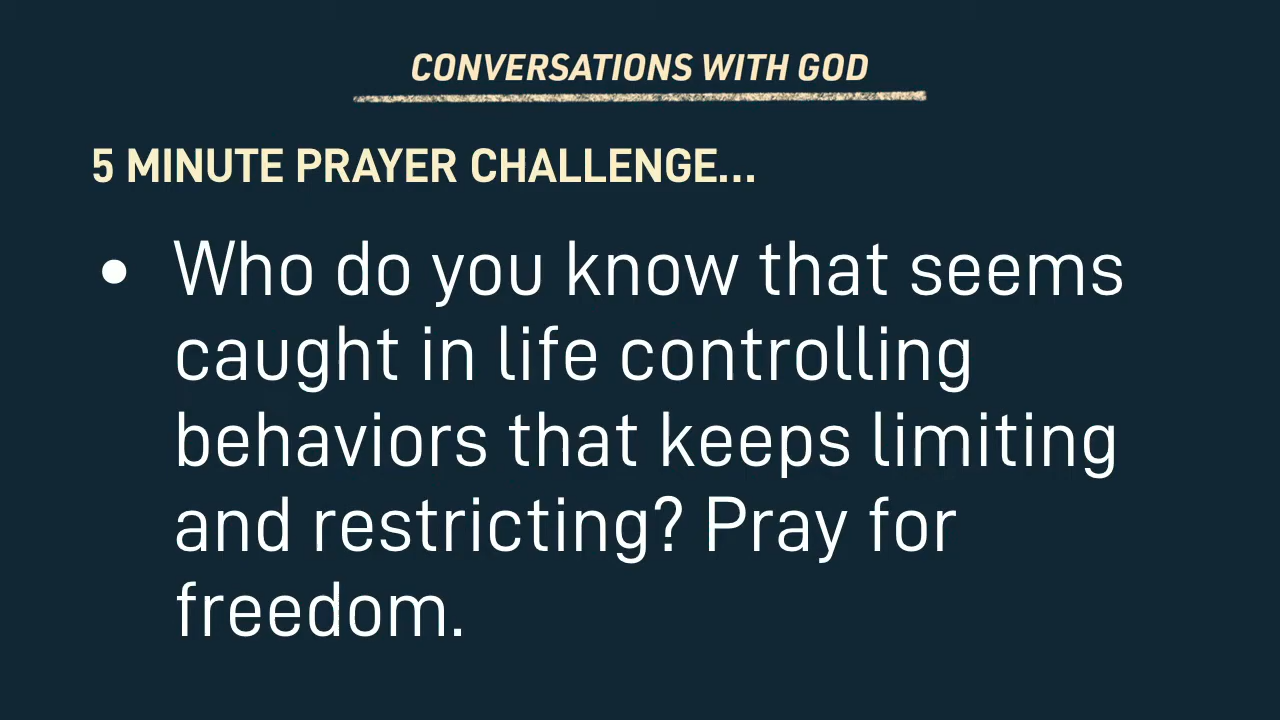 CONVERSATIONS WITH GOD
5 MINUTE PRAYER CHALLENGE...
• Who do you know that seems
caught in life controlling
behaviors that keeps limiting
and restricting? Pray for
freedom.